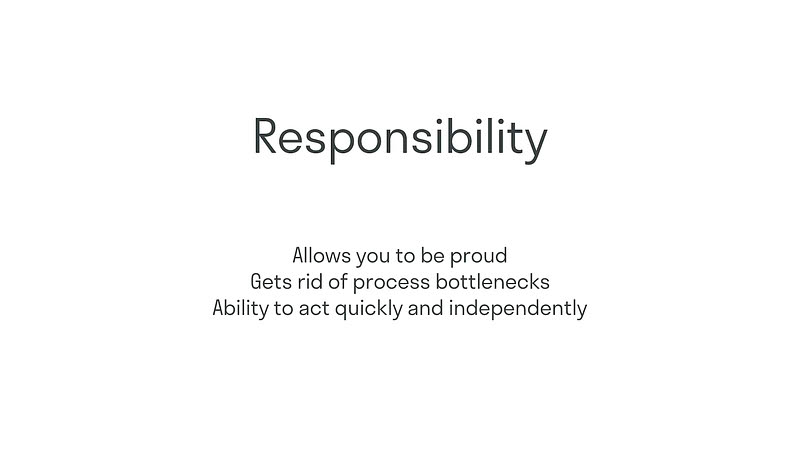 Responsibility
Allows you to be proud
Gets rid of process bottlenecks
Ability to act quickly and independently